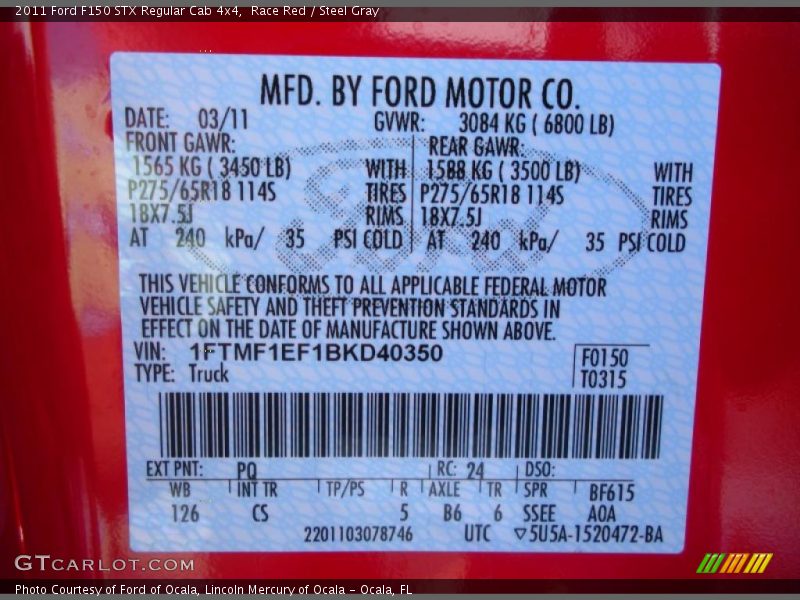 2011 Ford F150 STX Regular Cab 4x4,  Race Red / Steel Gray
MFD. BY FORD MOTOR CO.
DATE: 03/11 GVWR: 3084 KG ( 6800 LB)
FRONT GAWR: REAR GAWR:
1565 KG ( 3450 LB) WITH 1588 KG ( 3500 LB) WITH
P275/65R18 114S TIRES P275/65R18 114S TIRES
18X7.5J RIMS 18X7.5J RIMS
AT 240 kPa/ 35 PSI COLD AT 240 kPa/ 35 PSI COLD
Ford
THIS VEHICLE CONFORMS TO ALL APPLICABLE FEDERAL MOTOR
VEHICLE SAFETY AND THEFT PREVENTION STANDARDS IN
EFFECT ON THE DATE OF MANUFACTURE SHOWN ABOVE.
VIN: 1FTMF1EF1BKD40350 F0150
TYPE: Truck T0315
EXT PNT: PQ RC: 24 DSO:
WB INT TR TP/PS R AXLE TR SPR BF615
126 CS 5 B6 6 SSEE AOA
2201103078746 UTC ▽5U5A-1520472-BA
GTCARLOT.COM
Photo Courtesy of Ford of Ocala, Lincoln Mercury of Ocala – Ocala, FL